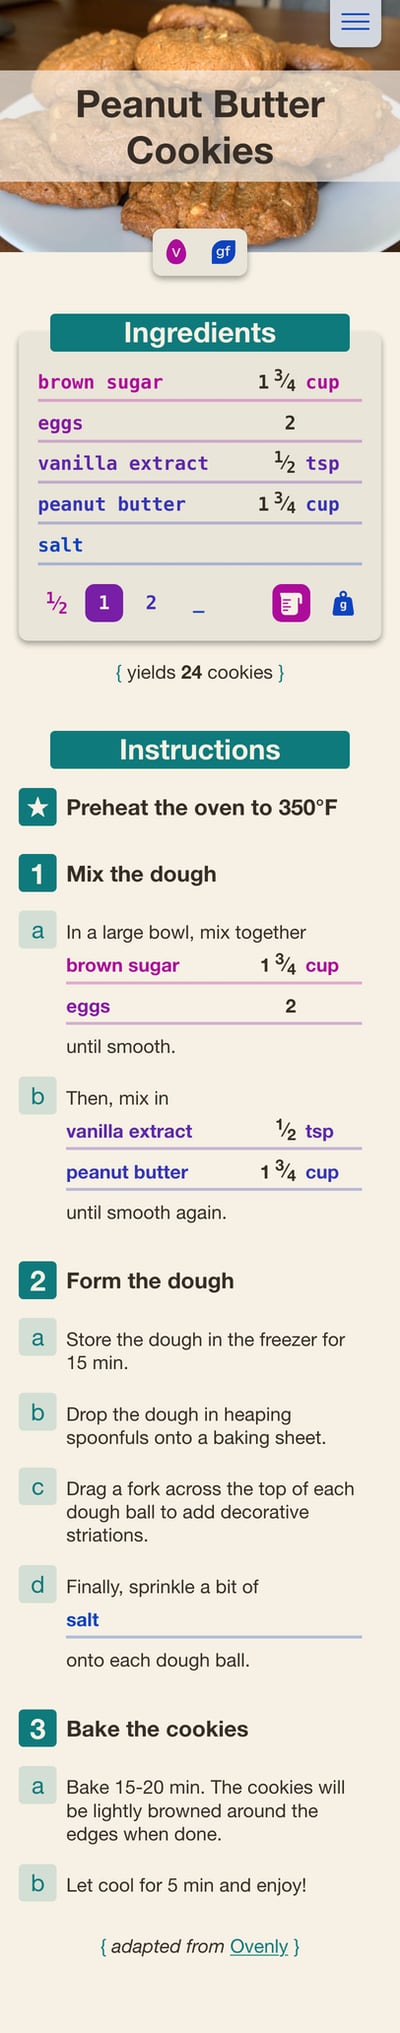 Peanut Butter
Cookies
v gf
Ingredients
brown sugar 1 3⁄4 cup
eggs 2
vanilla extract 1⁄2 tsp
peanut butter 1 3⁄4 cup
salt
1⁄2 1 2 _ g
{ yields 24 cookies }
Instructions
★ Preheat the oven to 350°F
1 Mix the dough
a In a large bowl, mix together
brown sugar 1 3⁄4 cup
eggs 2
until smooth.
b Then, mix in
vanilla extract 1⁄2 tsp
peanut butter 1 3⁄4 cup
until smooth again.
2 Form the dough
a Store the dough in the freezer for
15 min.
b Drop the dough in heaping
spoonfuls onto a baking sheet.
c Drag a fork across the top of each
dough ball to add decorative
striations.
d Finally, sprinkle a bit of
salt
onto each dough ball.
3 Bake the cookies
a Bake 15-20 min. The cookies will
be lightly browned around the
edges when done.
b Let cool for 5 min and enjoy!
{ adapted from Ovenly }